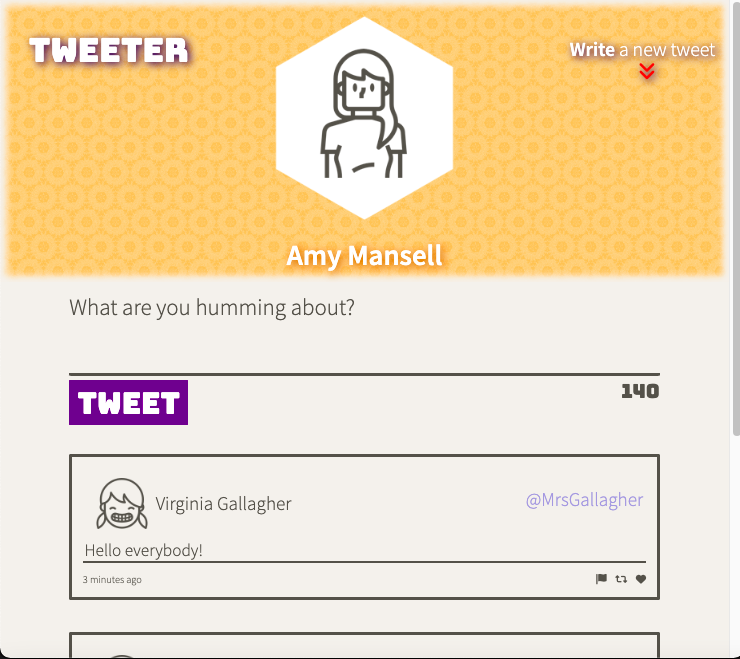 TWEETER
Write a new tweet
Amy Mansell
What are you humming about?
TWEET
140
Virginia Gallagher
@MrsGallagher
Hello everybody!
3 minutes ago